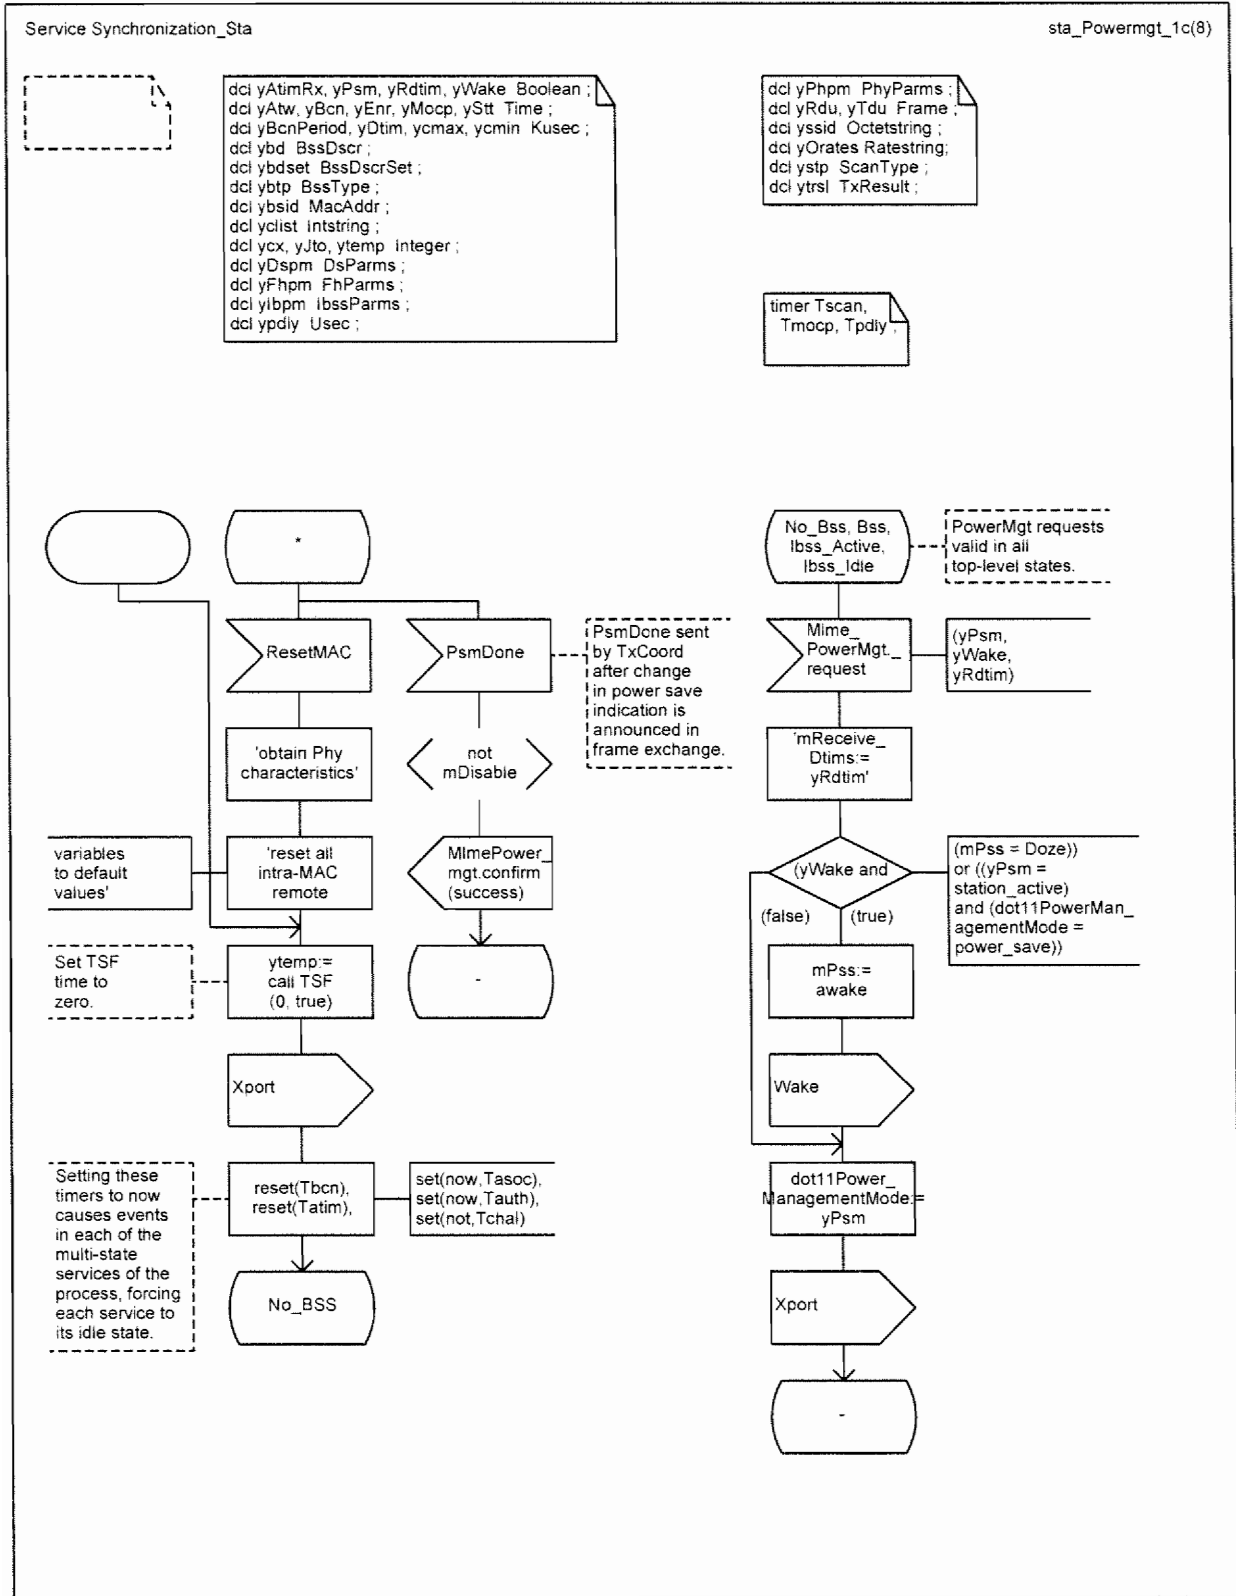 Service Synchronization_Sta
sta_Powermgt_1c(8)
dcl yAtimRx, yPsm, yRdtim, yWake Boolean ;
dcl yAtw, yBcn, yEnr, yMocp, yStt Time ;
dcl yBcnPeriod, yDtim, ycmax, ycmin Kusec ;
dcl ybd BssDscr ;
dcl ybdset BssDscrSet ;
dcl ybtp BssType ;
dcl ybsid MacAddr ;
dcl yclist Intstring ;
dcl ycx, yJto, ytemp Integer ;
dcl yDspm DsParms ;
dcl yFhpm FhParms ;
dcl yIbpm IbssParms ;
dcl ypdly Usec ;
dcl yPhpm PhyParms ;
dcl yRdu, yTdu Frame ;
dcl yssid Octetstring ;
dcl yOrates Ratestring;
dcl ystp ScanType ;
dcl ytrsl TxResult ;
timer Tscan,
Tmocp, Tpdly ;
*
ResetMAC
'obtain Phy
characteristics'
variables
to default
values'
'reset all
intra-MAC
remote
Set TSF
time to
zero.
ytemp:=
call TSF
(0, true)
Xport
Setting these
timers to now
causes events
in each of the
multi-state
services of the
process, forcing
each service to
its idle state.
reset(Tbcn),
reset(Tatim),
set(now,Tasoc),
set(now,Tauth),
set(not,Tchal)
No_BSS
PsmDone
PsmDone sent
by TxCoord
after change
in power save
indication is
announced in
frame exchange.
not
mDisable
MlmePower_
mgt.confirm
(success)
-
No_Bss, Bss,
Ibss_Active,
Ibss_Idle
PowerMgt requests
valid in all
top-level states.
Mlme_
PowerMgt._
request
(yPsm,
yWake,
yRdtim)
'mReceive_
Dtims:=
yRdtim'
(yWake and
(mPss = Doze))
or ((yPsm =
station_active)
and (dot11PowerMan_
agementMode =
power_save))
(false)
(true)
mPss:=
awake
Wake
dot11Power_
ManagementMode:=
yPsm
Xport
-